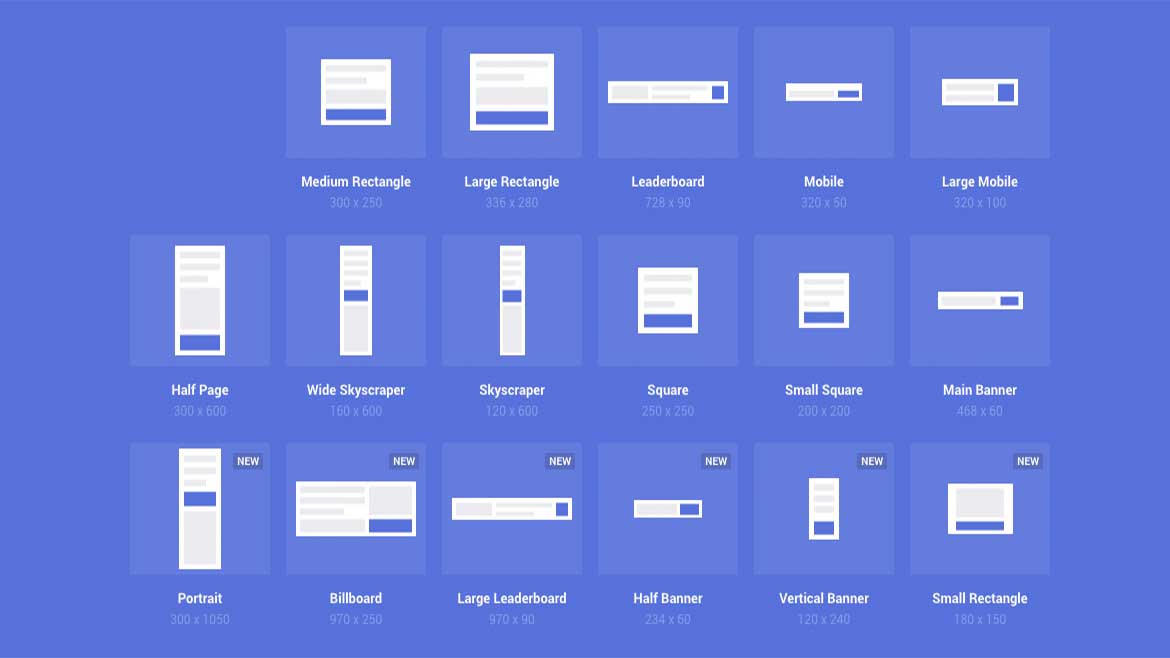 Medium Rectangle
300 x 250
Large Rectangle
336 x 280
Leaderboard
728 x 90
Mobile
320 x 50
Large Mobile
320 x 100
Half Page
300 x 600
Wide Skyscraper
160 x 600
Skyscraper
120 x 600
Square
250 x 250
Small Square
200 x 200
Main Banner
468 x 60
NEW
Portrait
300 x 1050
NEW
Billboard
970 x 250
NEW
Large Leaderboard
970 x 90
NEW
Half Banner
234 x 60
NEW
Vertical Banner
120 x 240
NEW
Small Rectangle
180 x 150